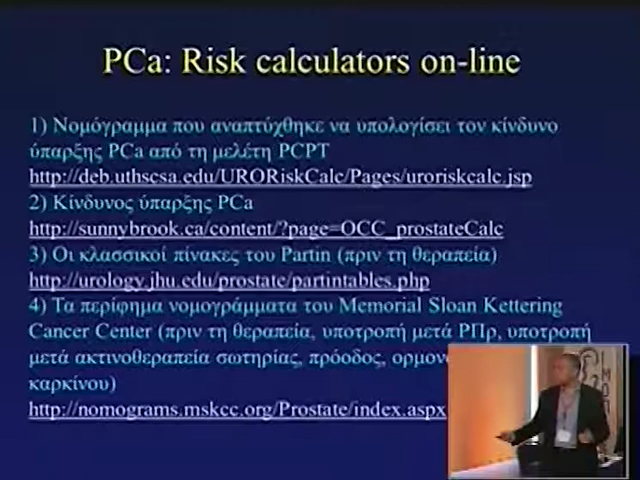 PCa: Risk calculators on-line
1) Νομόγραμμα που αναπτύχθηκε να υπολογίσει τον κίνδυνο
ύπαρξης PCa από τη μελέτη PCPT
http://deb.uthscsa.edu/URORiskCalc/Pages/uroriskcalc.jsp
2) Κίνδυνος ύπαρξης PCa
http://sunnybrook.ca/content/?page=OCC_prostateCalc
3) Οι κλασσικοί πίνακες του Partin (πριν τη θεραπεία)
http://urology.jhu.edu/prostate/partintables.php
4) Τα περίφημα νομογράμματα του Memorial Sloan Kettering
Cancer Center (πριν τη θεραπεία, υποτροπή μετά ΡΠρ, υποτροπή
μετά ακτινοθεραπεία σωτηρίας, πρόοδος,
καρκίνου)
http://nomograms.mskcc.org/Prostate/index.aspx